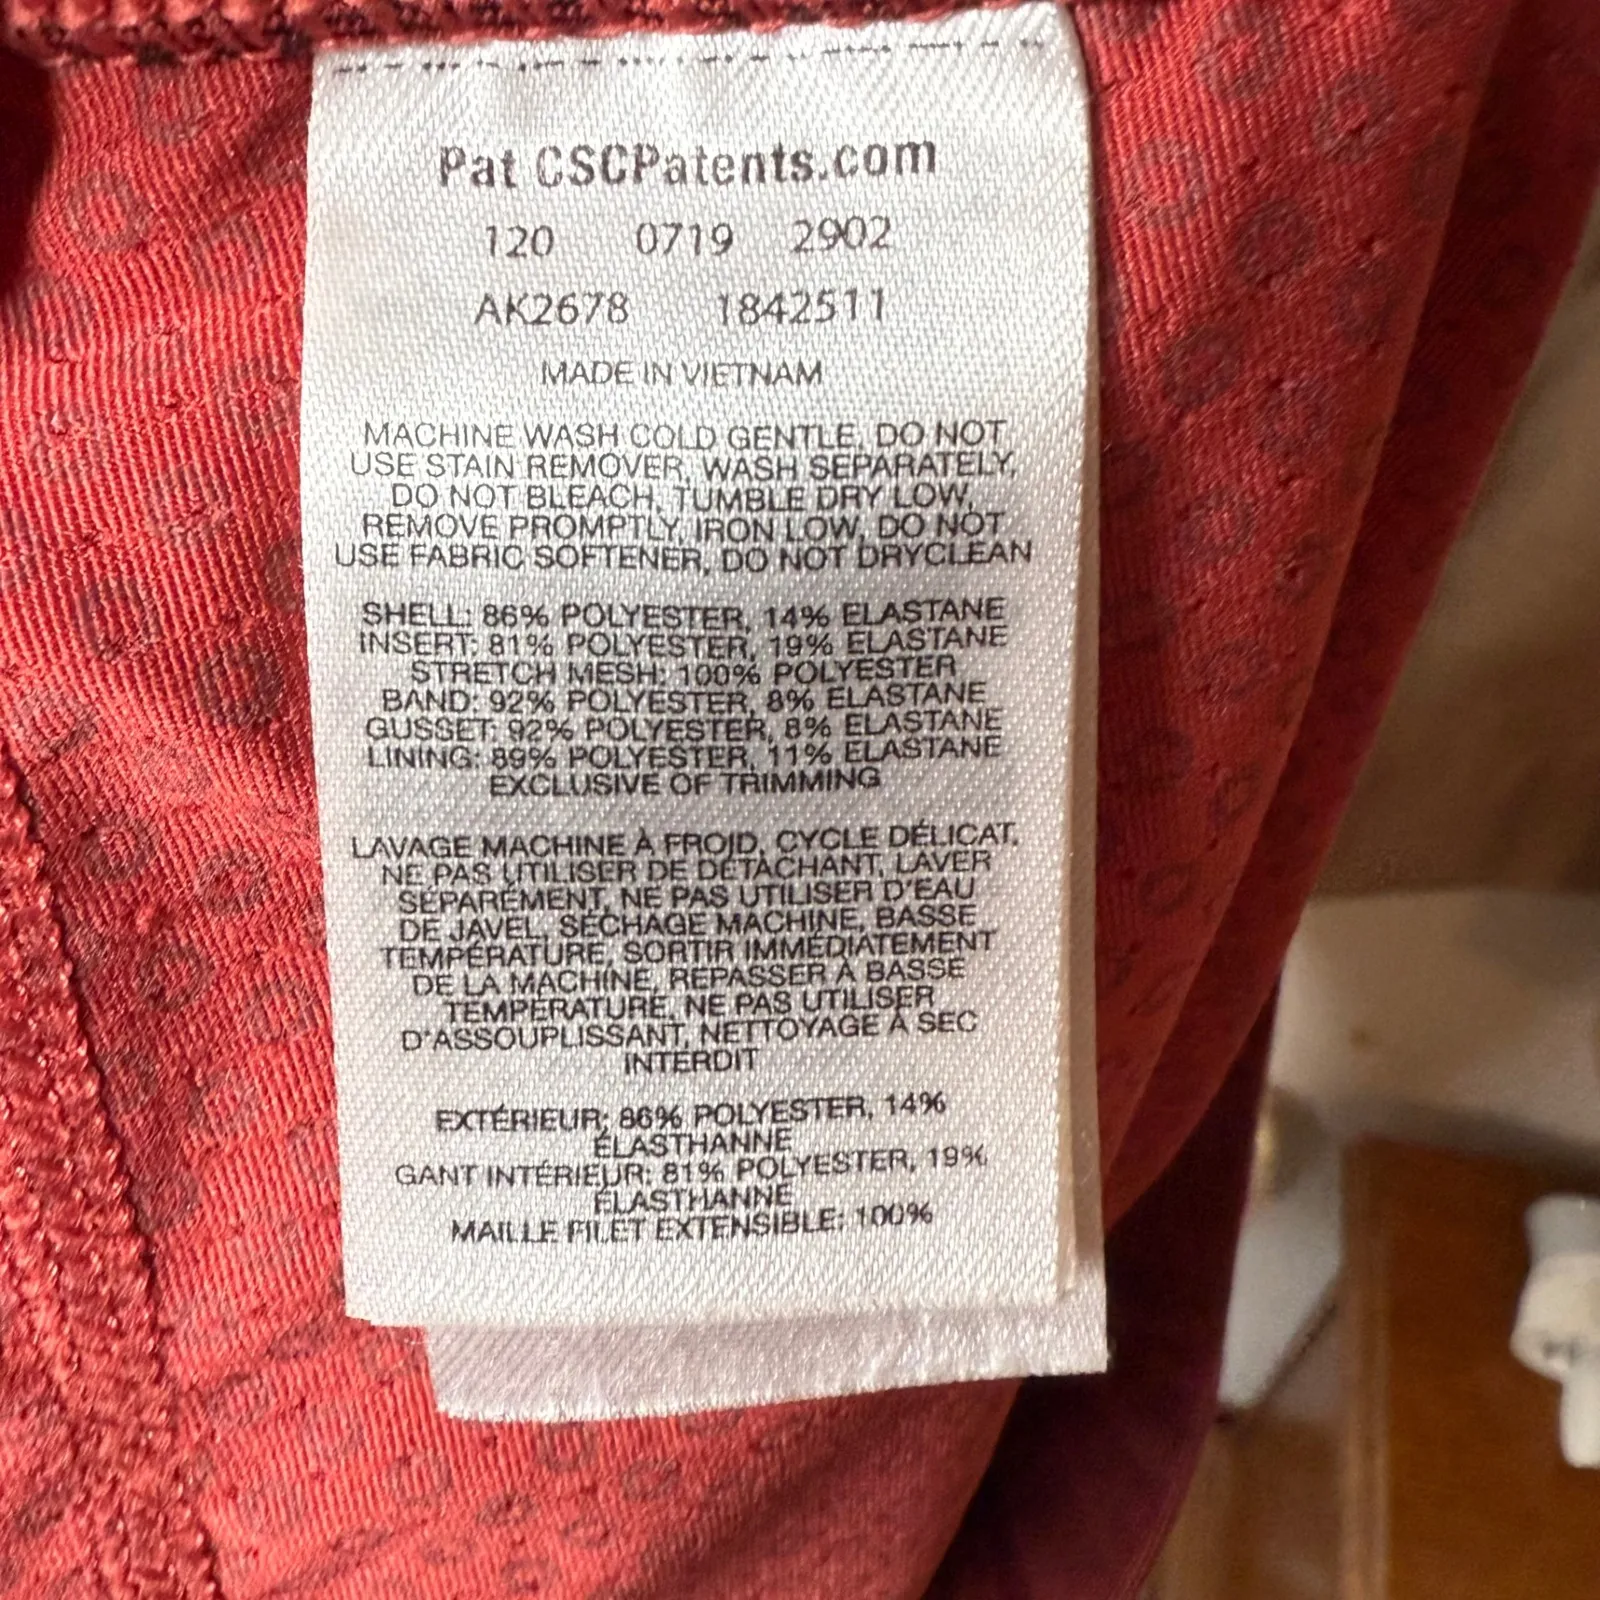 Pat CSCPatents.com
120 0719 2902
AK2678 1842511
MADE IN VIETNAM
MACHINE WASH COLD GENTLE, DO NOT
USE STAIN REMOVER, WASH SEPARATELY,
DO NOT BLEACH, TUMBLE DRY LOW,
REMOVE PROMPTLY, IRON LOW, DO NOT
USE FABRIC SOFTENER, DO NOT DRYCLEAN
SHELL: 86% POLYESTER, 14% ELASTANE
INSERT: 81% POLYESTER, 19% ELASTANE
STRETCH MESH: 100% POLYESTER
BAND: 92% POLYESTER, 8% ELASTANE
GUSSET: 92% POLYESTER, 8% ELASTANE
LINING: 89% POLYESTER, 11% ELASTANE
EXCLUSIVE OF TRIMMING
LAVAGE MACHINE À FROID, CYCLE DÉLICAT,
NE PAS UTILISER DE DÉTACHANT, LAVER
SÉPARÉMENT, NE PAS UTILISER D'EAU
DE JAVEL, SÉCHAGE MACHINE, BASSE
TEMPÉRATURE, SORTIR IMMÉDIATEMENT
DE LA MACHINE, REPASSER À BASSE
TEMPÉRATURE, NE PAS UTILISER
D'ASSOUPLISSANT, NETTOYAGE À SEC
INTERDIT
EXTÉRIEUR: 86% POLYESTER, 14%
ÉLASTHANNE
GANT INTÉRIEUR: 81% POLYESTER, 19%
ÉLASTHANNE
MAILLE FILET EXTENSIBLE: 100%